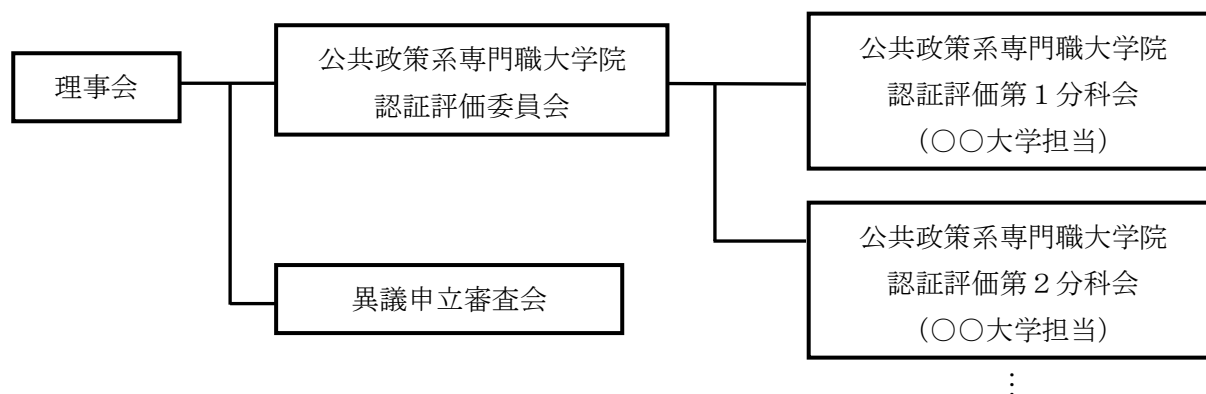 理事会
公共政策系専門職大学院
認証評価委員会
異議申立審査会
公共政策系専門職大学院
認証評価第１分科会
（○○大学担当）
公共政策系専門職大学院
認証評価第２分科会
（○○大学担当）
⋮